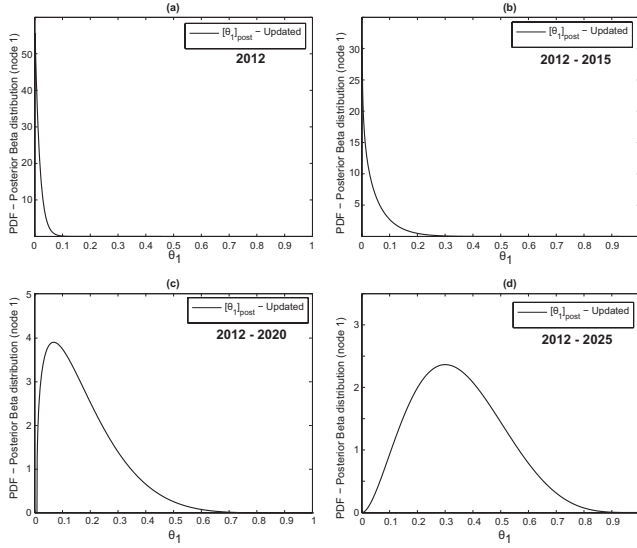 (a)
PDF − Posterior Beta distribution (node 1)
60
50
40
30
20
10
[θ1]post − Updated
2012
0 0.1 0.2 0.3 0.4 0.5 0.6 0.7 0.8 0.9 1
θ1
(b)
PDF − Posterior Beta distribution (node 1)
35
30
25
20
15
10
5
[θ1]post − Updated
2012 - 2015
0 0.1 0.2 0.3 0.4 0.5 0.6 0.7 0.8 0.9
θ1
(c)
PDF − Posterior Beta distribution (node 1)
5
4
3
2
1
0
[θ1]post − Updated
2012 - 2020
0 0.1 0.2 0.3 0.4 0.5 0.6 0.7 0.8 0.9 1
θ1
(d)
PDF − Posterior Beta distribution (node 1)
3
2
1
0
[θ1]post − Updated
2012 - 2025
0 0.1 0.2 0.3 0.4 0.5 0.6 0.7 0.8 0.9
θ1